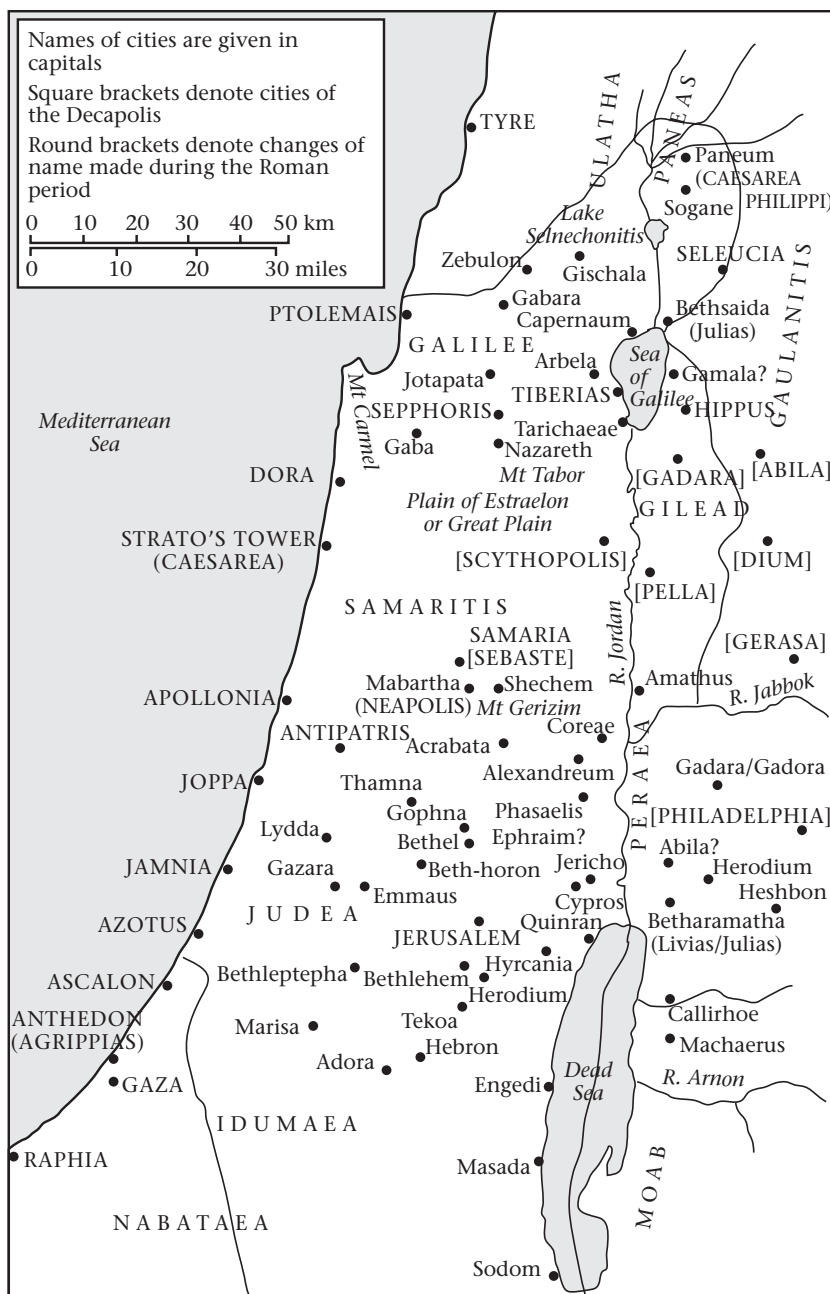 Names of cities are given in
capitals
Square brackets denote cities of
the Decapolis
Round brackets denote changes of
name made during the Roman
period
0 10 20 30 40 50 km
0 10 20 30 miles
TYRE
ULATHA
PANEAS
Paneum
(CAESAREA
PHILIPPI)
Sogane
Lake
Selnechonitis
Zebulon
Gischala
SELEUCIA
PTOLEMAIS
Gabara
Capernaum
Bethsaida
(Julias)
GAULANITIS
GALILEE
Arbela
Sea
of
Galilee
Gamala?
Jotapata
TIBERIAS
Mt Carmel
SEPPHORIS
HIPPUS
Mediterranean
Sea
Gaba
Tarichaeae
Nazareth
Mt Tabor
[GADARA]
[ABILA]
DORA
Plain of Estraelon
or Great Plain
GILEAD
STRATO'S TOWER
(CAESAREA)
[SCYTHOPOLIS]
[DIUM]
[PELLA]
SAMARITIS
R. Jordan
SAMARIA
[SEBASTE]
[GERASA]
Mabartha
(NEAPOLIS)
Shechem
Mt Gerizim
Amathus
R. Jabbok
APOLLONIA
ANTIPATRIS
Acrabata
Coreae
Alexandreum
PERAEA
JOPPA
Thamna
Gadara/Gadora
Gophna
Phasaelis
[PHILADELPHIA]
Lydda
Bethel
Ephraim?
Abila?
JAMNIA
Gazara
Beth-horon
Jericho
Herodium
Emmaus
Cypros
Heshbon
JUDEA
Quinran
Betharamatha
(Livias/Julias)
AZOTUS
JERUSALEM
Hyrcania
ASCALON
Bethleptepha
Bethlehem
Herodium
Callirhoe
ANTHEDON
(AGRIPPIAS)
Marisa
Tekoa
Machaerus
Adora
Hebron
GAZA
Engedi
Dead
Sea
R. Arnon
IDUMAEA
RAPHIA
Masada
MOAB
NABATAEA
Sodom